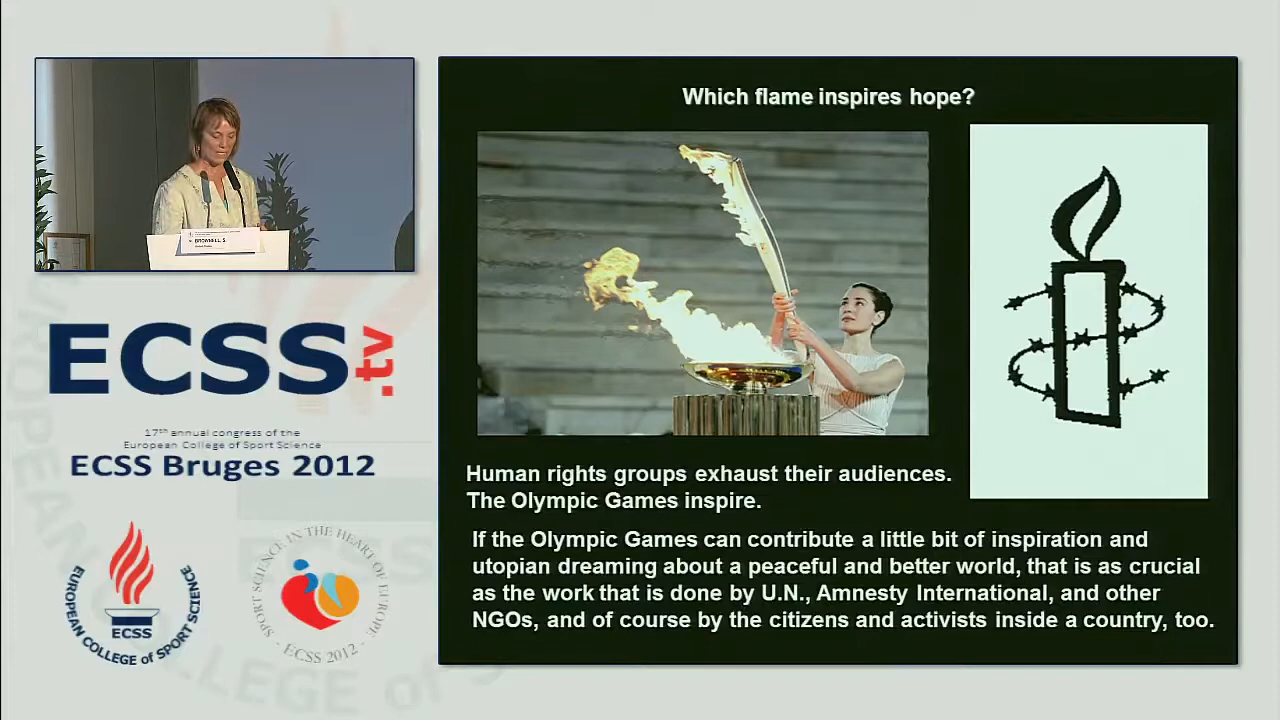 Which flame inspires hope?
BROWNELL, S.
ECSS.tv
17th annual congress of the
European College of Sport Science
ECSS Bruges 2012
EUROPEAN COLLEGE of SPORT SCIENCE
ECSS
SPORT SCIENCE IN THE HEART OF EUROPE
- ECSS 2012 -
Human rights groups exhaust their audiences.
The Olympic Games inspire.
If the Olympic Games can contribute a little bit of inspiration and
utopian dreaming about a peaceful and better world, that is as crucial
as the work that is done by U.N., Amnesty International, and other
NGOs, and of course by the citizens and activists inside a country, too.